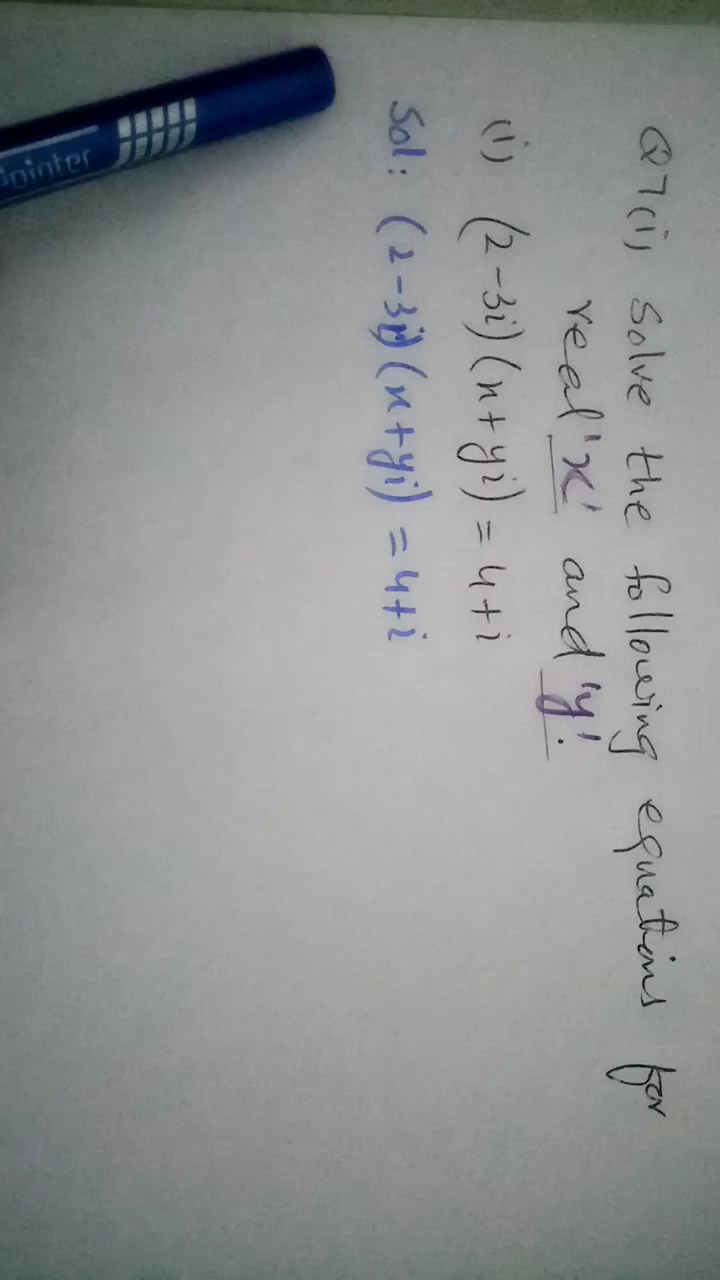 Q7(i) Solve the following equations for
real 'x' and 'y'.
(i) (2-3i)(x+yi)=4+i
Sol: (2-3i)(x+yi)=4+i
Pointer